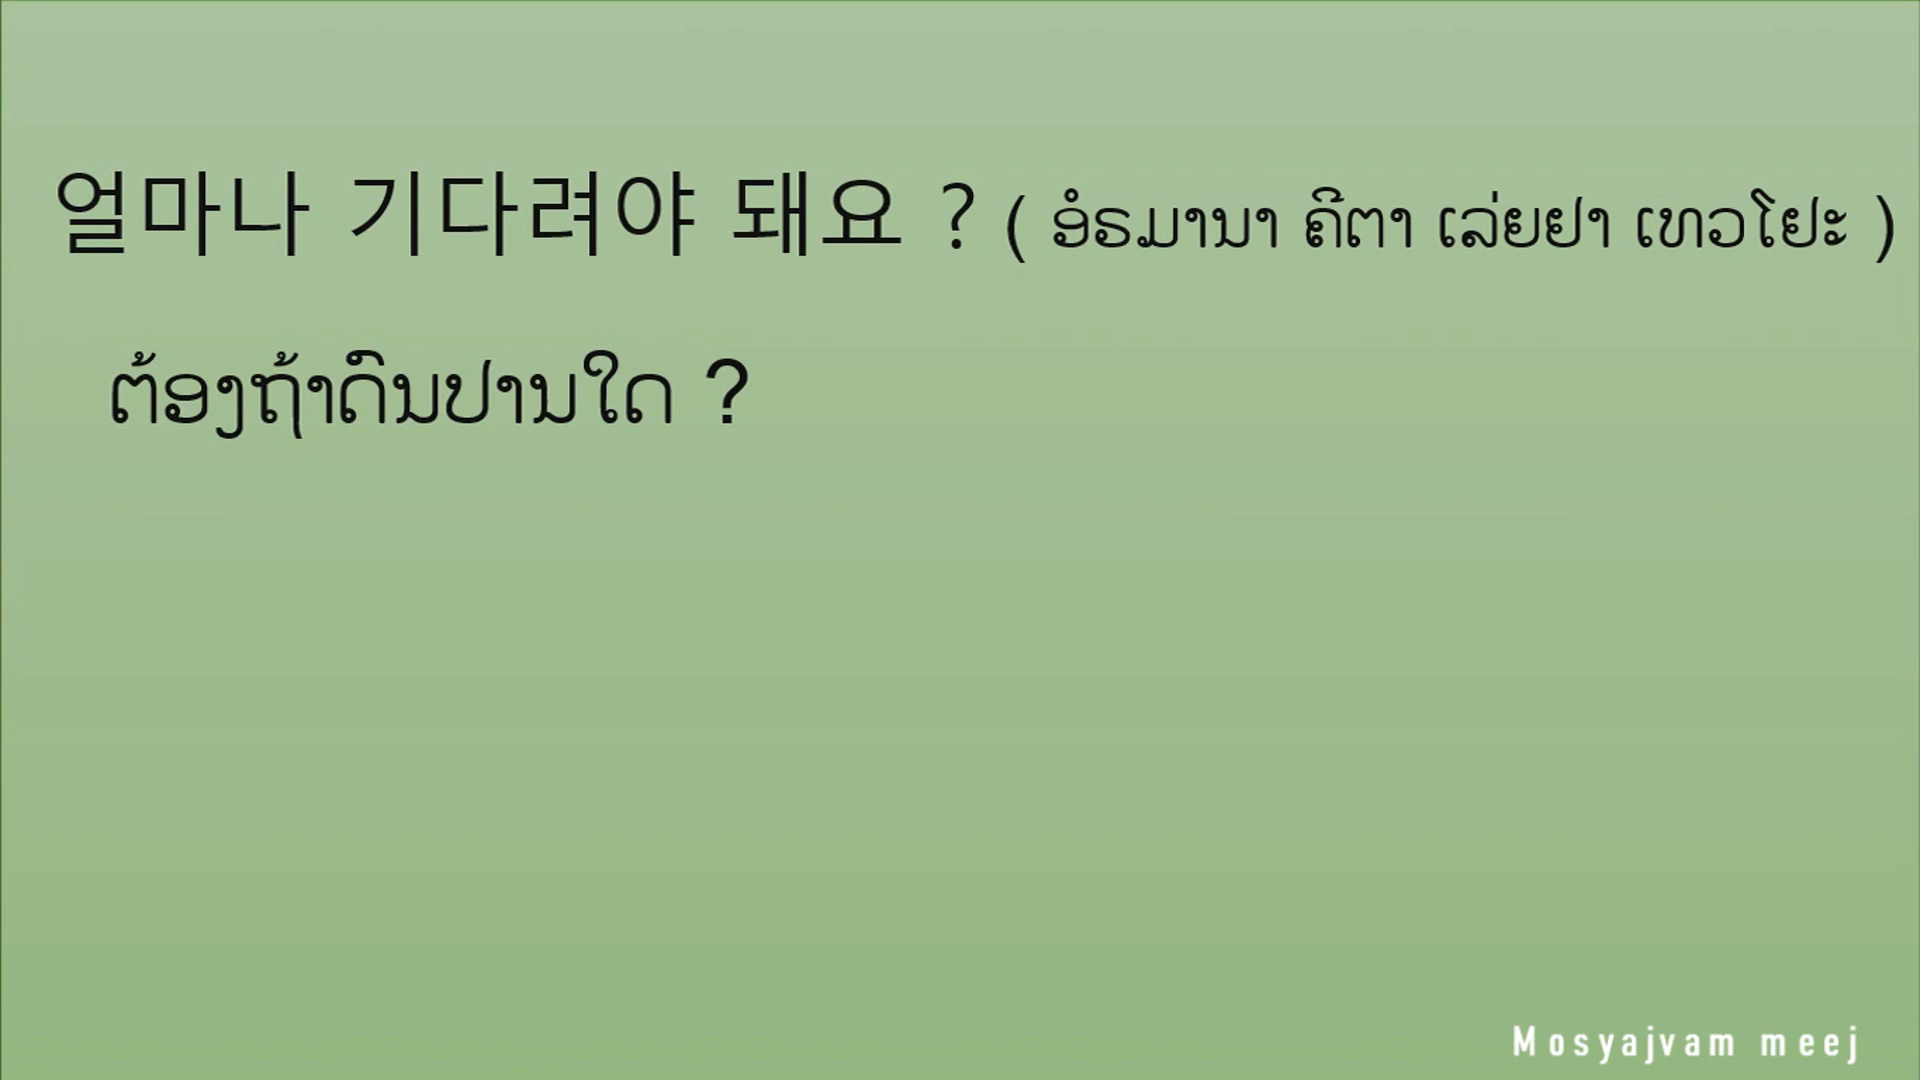 얼마나 기다려야 돼요 ? ( ອໍຣມານາ ຄີຕາ ເລ່ຍຢາ ເທວໂຢະ )
ຕ້ອງຖ້າດົນປານໃດ ?
Mosyajvam meej